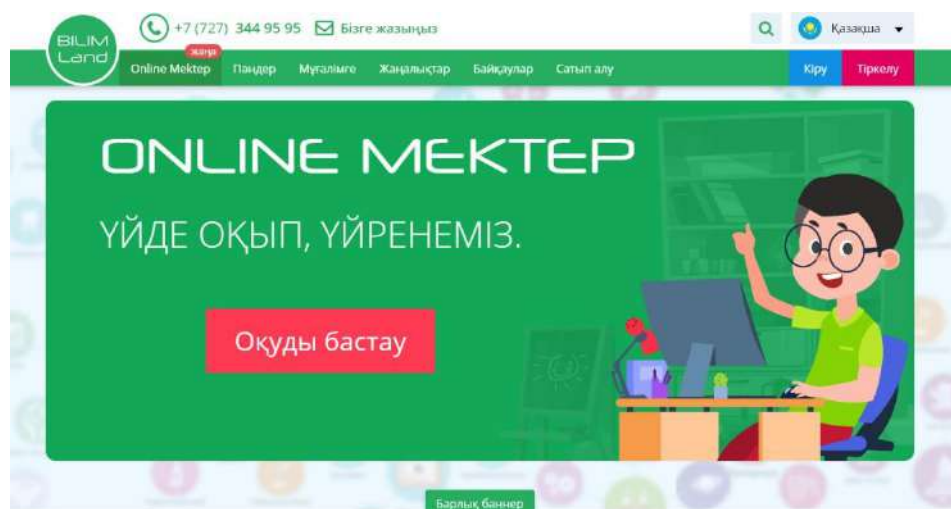 BILIM
Land
+7 (727) 344 95 95
Бізге жазыңыз
Қазақша
жаңа
Online Mektep
Пәндер
Мұғалімге
Жаңалықтар
Байқаулар
Сатып алу
Кіру
Тіркелу
ONLINE МЕКТЕР
ҮЙДЕ ОҚЫП, ҮЙРЕНЕМІЗ.
Оқуды бастау
Барлық баннер